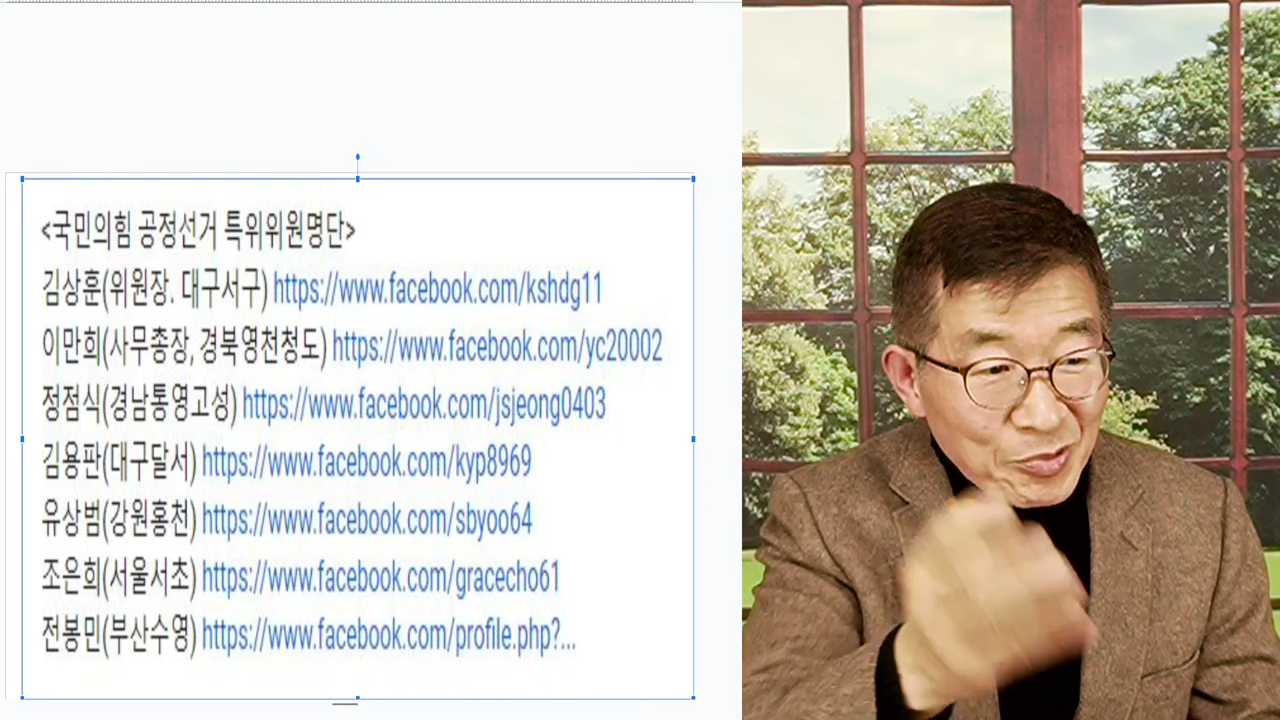 <국민의힘 공정선거 특위위원명단>
김상훈(위원장. 대구서구) https://www.facebook.com/kshdg11
이만희(사무총장, 경북영천청도) https://www.facebook.com/yc20002
정점식(경남통영고성) https://www.facebook.com/jsjeong0403
김용판(대구달서) https://www.facebook.com/kyp8969
유상범(강원홍천) https://www.facebook.com/sbyoo64
조은희(서울서초) https://www.facebook.com/gracecho61
전봉민(부산수영) https://www.facebook.com/profile.php?...